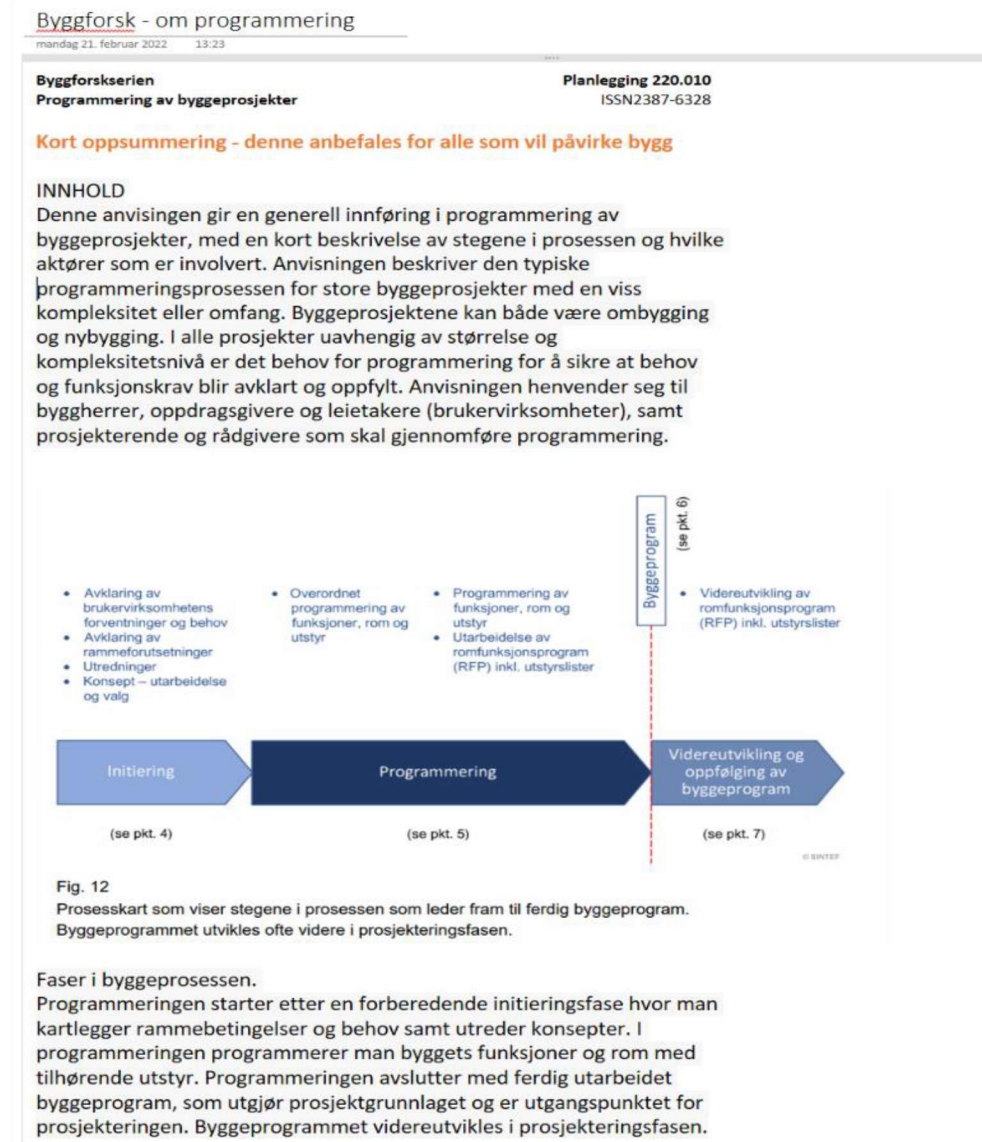 Byggforsk - om programmering
mandag 21. februar 2022 13:23
Byggforskserien Planlegging 220.010
Programmering av byggeprosjekter ISSN2387-6328
Kort oppsummering - denne anbefales for alle som vil påvirke bygg
INNHOLD
Denne anvisingen gir en generell innføring i programmering av
byggeprosjekter, med en kort beskrivelse av stegene i prosessen og hvilke
aktører som er involvert. Anvisningen beskriver den typiske
programmeringsprosessen for store byggeprosjekter med en viss
kompleksitet eller omfang. Byggeprosjektene kan både være ombygging
og nybygging. I alle prosjekter uavhengig av størrelse og
kompleksitetsnivå er det behov for programmering for å sikre at behov
og funksjonskrav blir avklart og oppfylt. Anvisningen henvender seg til
byggherrer, oppdragsgivere og leietakere (brukervirksomheter), samt
prosjekterende og rådgivere som skal gjennomføre programmering.
• Avklaring av
brukervirksomhetens
forventninger og behov
• Avklaring av
rammeforutsetninger
• Utredninger
• Konsept – utarbeidelse
og valg
• Overordnet
programmering av
funksjoner, rom og
utstyr
• Programmering av
funksjoner, rom og
utstyr
• Utarbeidelse av
romfunksjonsprogram
(RFP) inkl. utstyrslister
Byggeprogram
(se pkt. 6)
• Videreutvikling av
romfunksjonsprogram
(RFP) inkl. utstyrslister
Initiering
Programmering
Videreutvikling og
oppfølging av
byggeprogram
(se pkt. 4)
(se pkt. 5)
(se pkt. 7)
© SINTEF
Fig. 12
Prosesskart som viser stegene i prosessen som leder fram til ferdig byggeprogram.
Byggeprogrammet utvikles ofte videre i prosjekteringsfasen.
Faser i byggeprosessen.
Programmeringen starter etter en forberedende initieringsfase hvor man
kartlegger rammebetingelser og behov samt utreder konsepter. I
programmeringen programmerer man byggets funksjoner og rom med
tilhørende utstyr. Programmeringen avslutter med ferdig utarbeidet
byggeprogram, som utgjør prosjektgrunnlaget og er utgangspunktet for
prosjekteringen. Byggeprogrammet videreutvikles i prosjekteringsfasen.